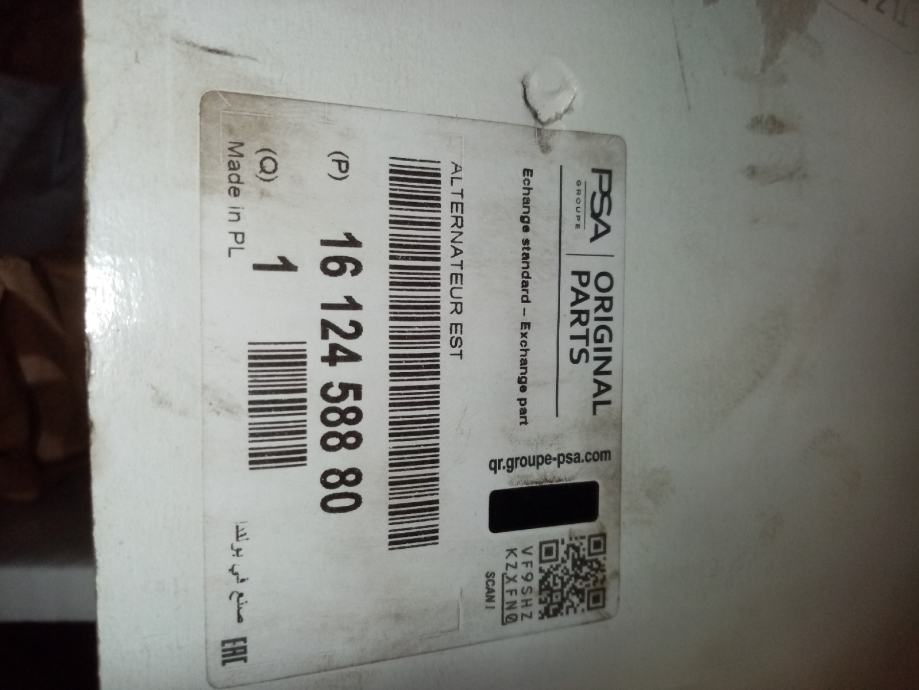 PSA
GROUPE
ORIGINAL
PARTS
Echange standard – Exchange part
qr.groupe-psa.com
VF9SHZ
KZXFN0
SCAN !
ALTERNATEUR EST
(P) 16 124 588 80
(Q) 1
Made in PL
صنع في بولندا
EAC